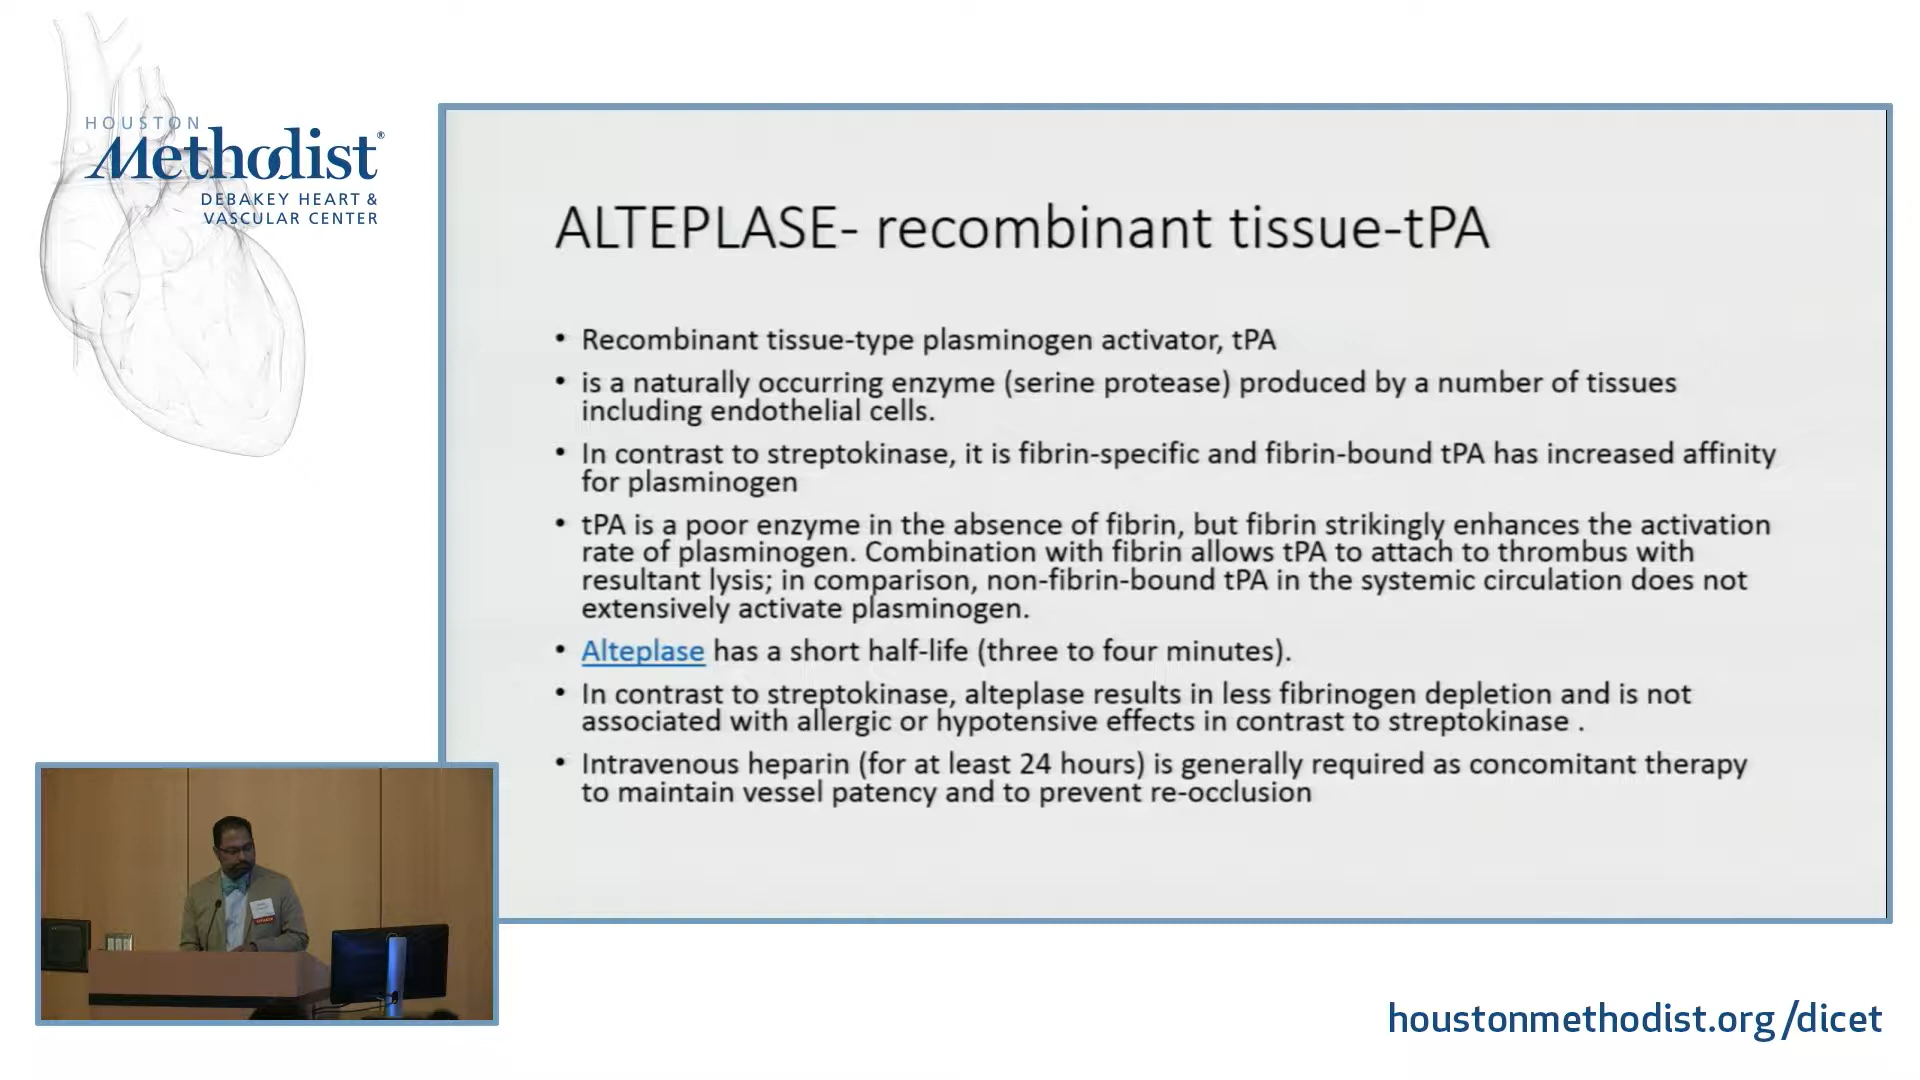 HOUSTON
Methodist®
DEBAKEY HEART &
VASCULAR CENTER
ALTEPLASE- recombinant tissue-tPA
• Recombinant tissue-type plasminogen activator, tPA
• is a naturally occurring enzyme (serine protease) produced by a number of tissues
including endothelial cells.
• In contrast to streptokinase, it is fibrin-specific and fibrin-bound tPA has increased affinity
for plasminogen
• tPA is a poor enzyme in the absence of fibrin, but fibrin strikingly enhances the activation
rate of plasminogen. Combination with fibrin allows tPA to attach to thrombus with
resultant lysis; in comparison, non-fibrin-bound tPA in the systemic circulation does not
extensively activate plasminogen.
• Alteplase has a short half-life (three to four minutes).
• In contrast to streptokinase, alteplase results in less fibrinogen depletion and is not
associated with allergic or hypotensive effects in contrast to streptokinase .
• Intravenous heparin (for at least 24 hours) is generally required as concomitant therapy
to maintain vessel patency and to prevent re-occlusion
houstonmethodist.org/dicet